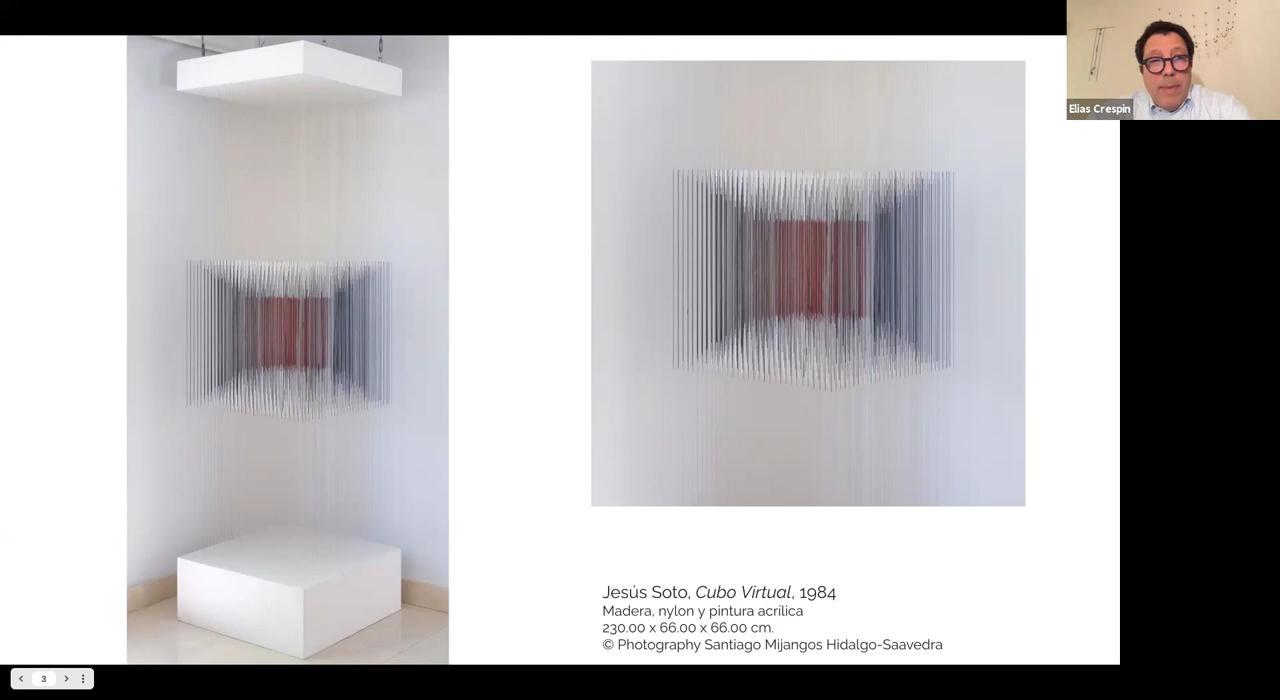 Elias Crespin
Jesús Soto, Cubo Virtual, 1984
Madera, nylon y pintura acrílica
230.00 x 66.00 x 66.00 cm.
© Photography Santiago Mijangos Hidalgo-Saavedra
3